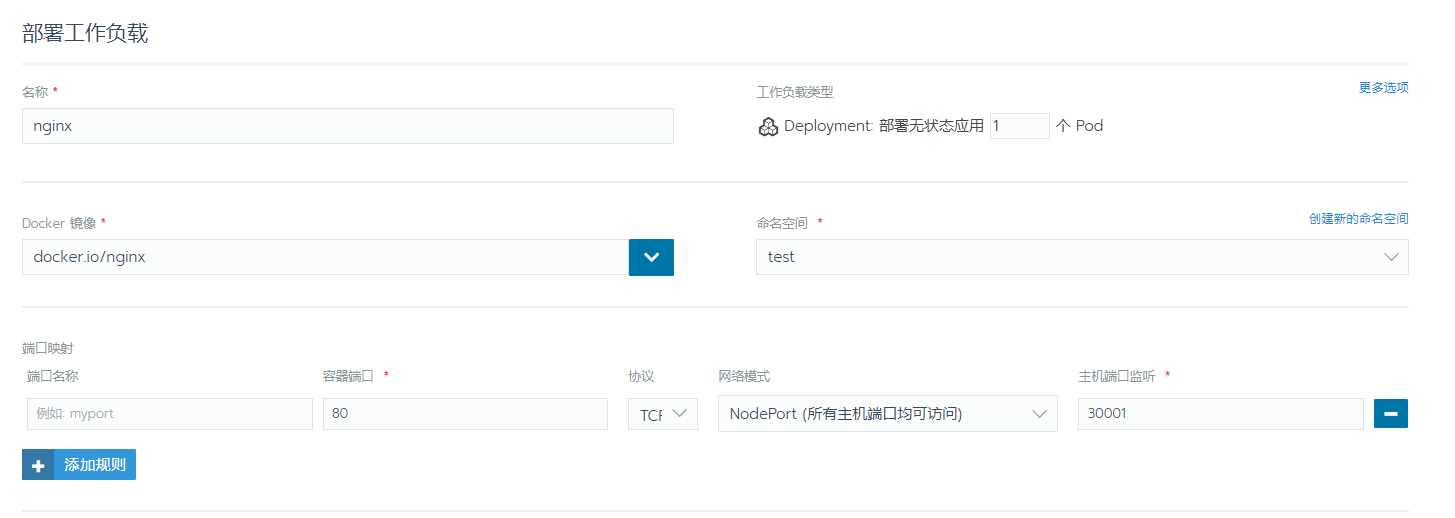 部署工作负载
名称 * 工作负载类型 更多选项
nginx Deployment: 部署无状态应用 1 个 Pod
Docker 镜像 * 命名空间 * 创建新的命名空间
docker.io/nginx test
端口映射
端口名称 容器端口 * 协议 网络模式 主机端口监听 *
例如: myport 80 TCP NodePort (所有主机端口均可访问) 30001
添加规则